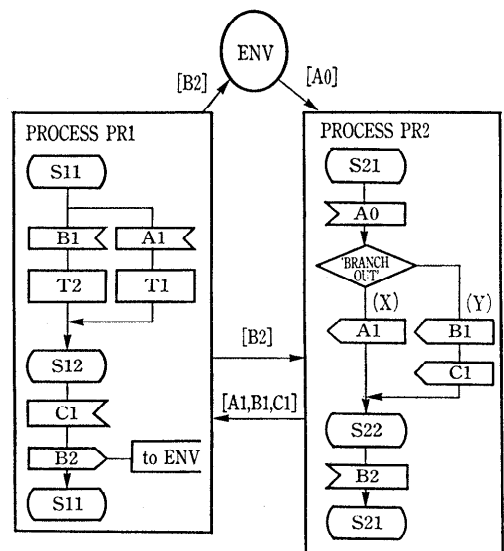 ENV
[B2]
[A0]
PROCESS PR1
S11
B1
A1
T2
T1
S12
C1
B2
to ENV
S11
[B2]
[A1,B1,C1]
PROCESS PR2
S21
A0
'BRANCH
OUT'
(X)
(Y)
A1
B1
C1
S22
B2
S21